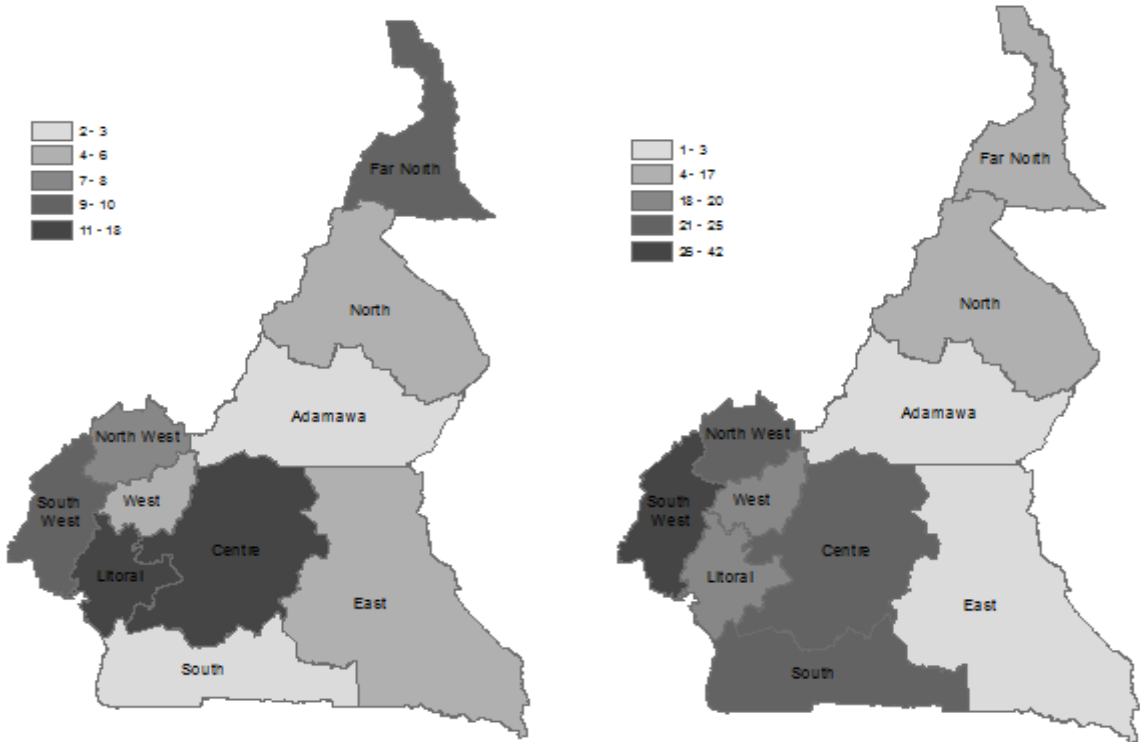 2 - 3
4 - 6
7 - 8
9 - 10
11 - 18
Far North
North
Adamawa
North West
West
South
West
Centre
Litoral
East
South
1 - 3
4 - 17
18 - 20
21 - 25
26 - 42
Far North
North
Adamawa
North West
West
South
West
Centre
Litoral
East
South